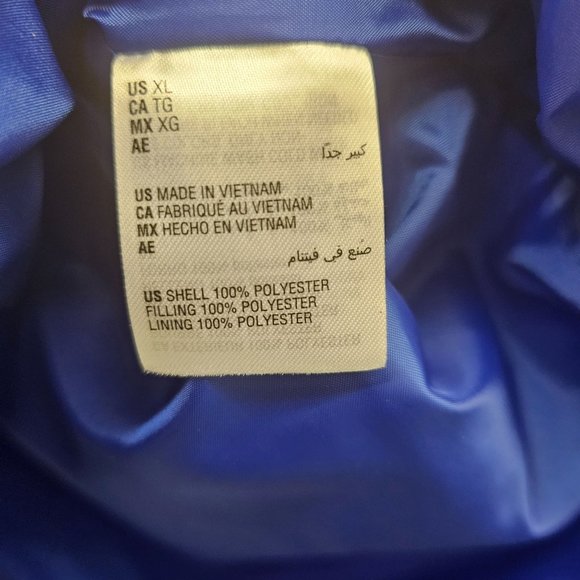 US XL
CA TG
MX XG
AE
كبير جدًا
US MADE IN VIETNAM
CA FABRIQUÉ AU VIETNAM
MX HECHO EN VIETNAM
AE
صُنع في فيتنام
US SHELL 100% POLYESTER
FILLING 100% POLYESTER
LINING 100% POLYESTER